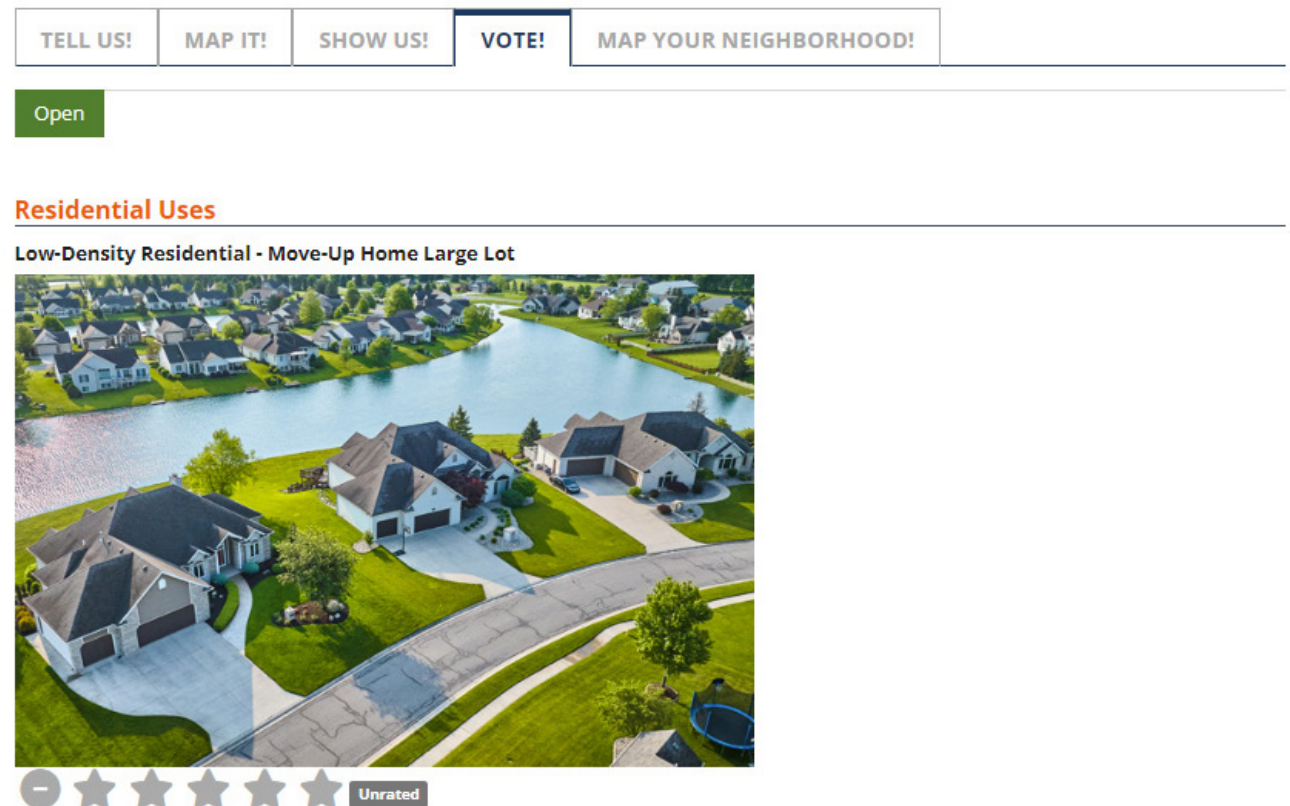 TELL US! MAP IT! SHOW US! VOTE! MAP YOUR NEIGHBORHOOD!
Open
Residential Uses
Low-Density Residential - Move-Up Home Large Lot
Unrated